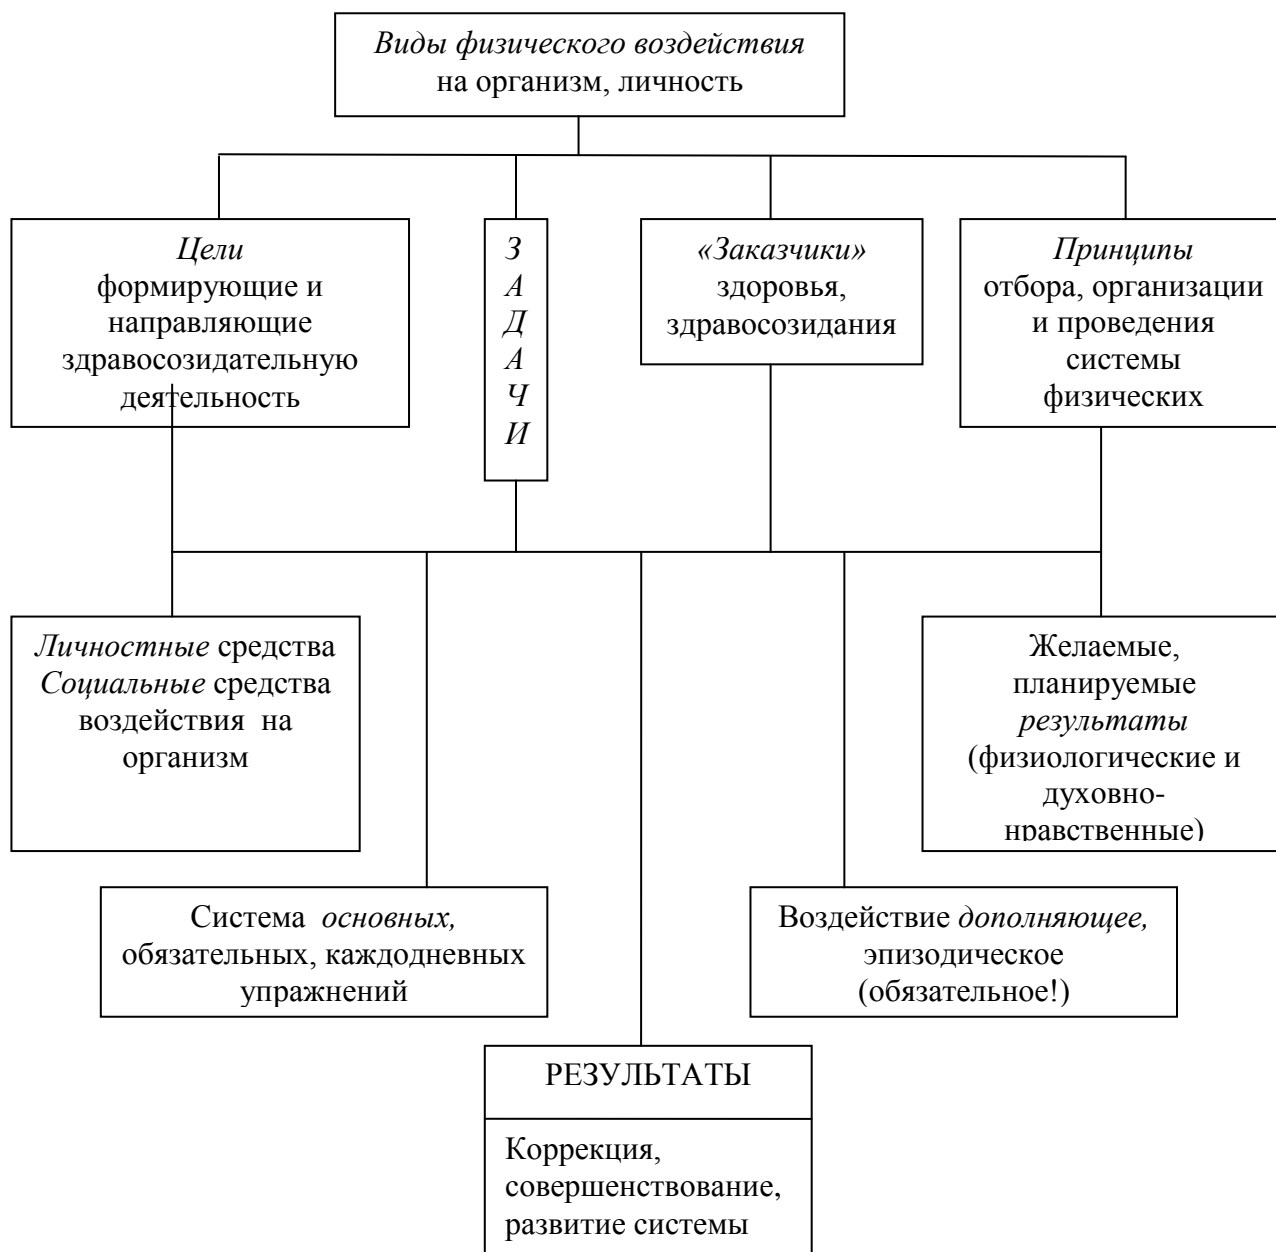 Виды физического воздействия
на организм, личность
Цели
формирующие и
направляющие
здравосозидательную
деятельность
З
А
Д
А
Ч
И
«Заказчики»
здоровья,
здравосозидания
Принципы
отбора, организации
и проведения
системы
физических
Личностные средства
Социальные средства
воздействия на
организм
Желаемые,
планируемые
результаты
(физиологические и
духовно-
нравственные)
Система основных,
обязательных, каждодневных
упражнений
Воздействие дополняющее,
эпизодическое
(обязательное!)
РЕЗУЛЬТАТЫ
Коррекция,
совершенствование,
развитие системы